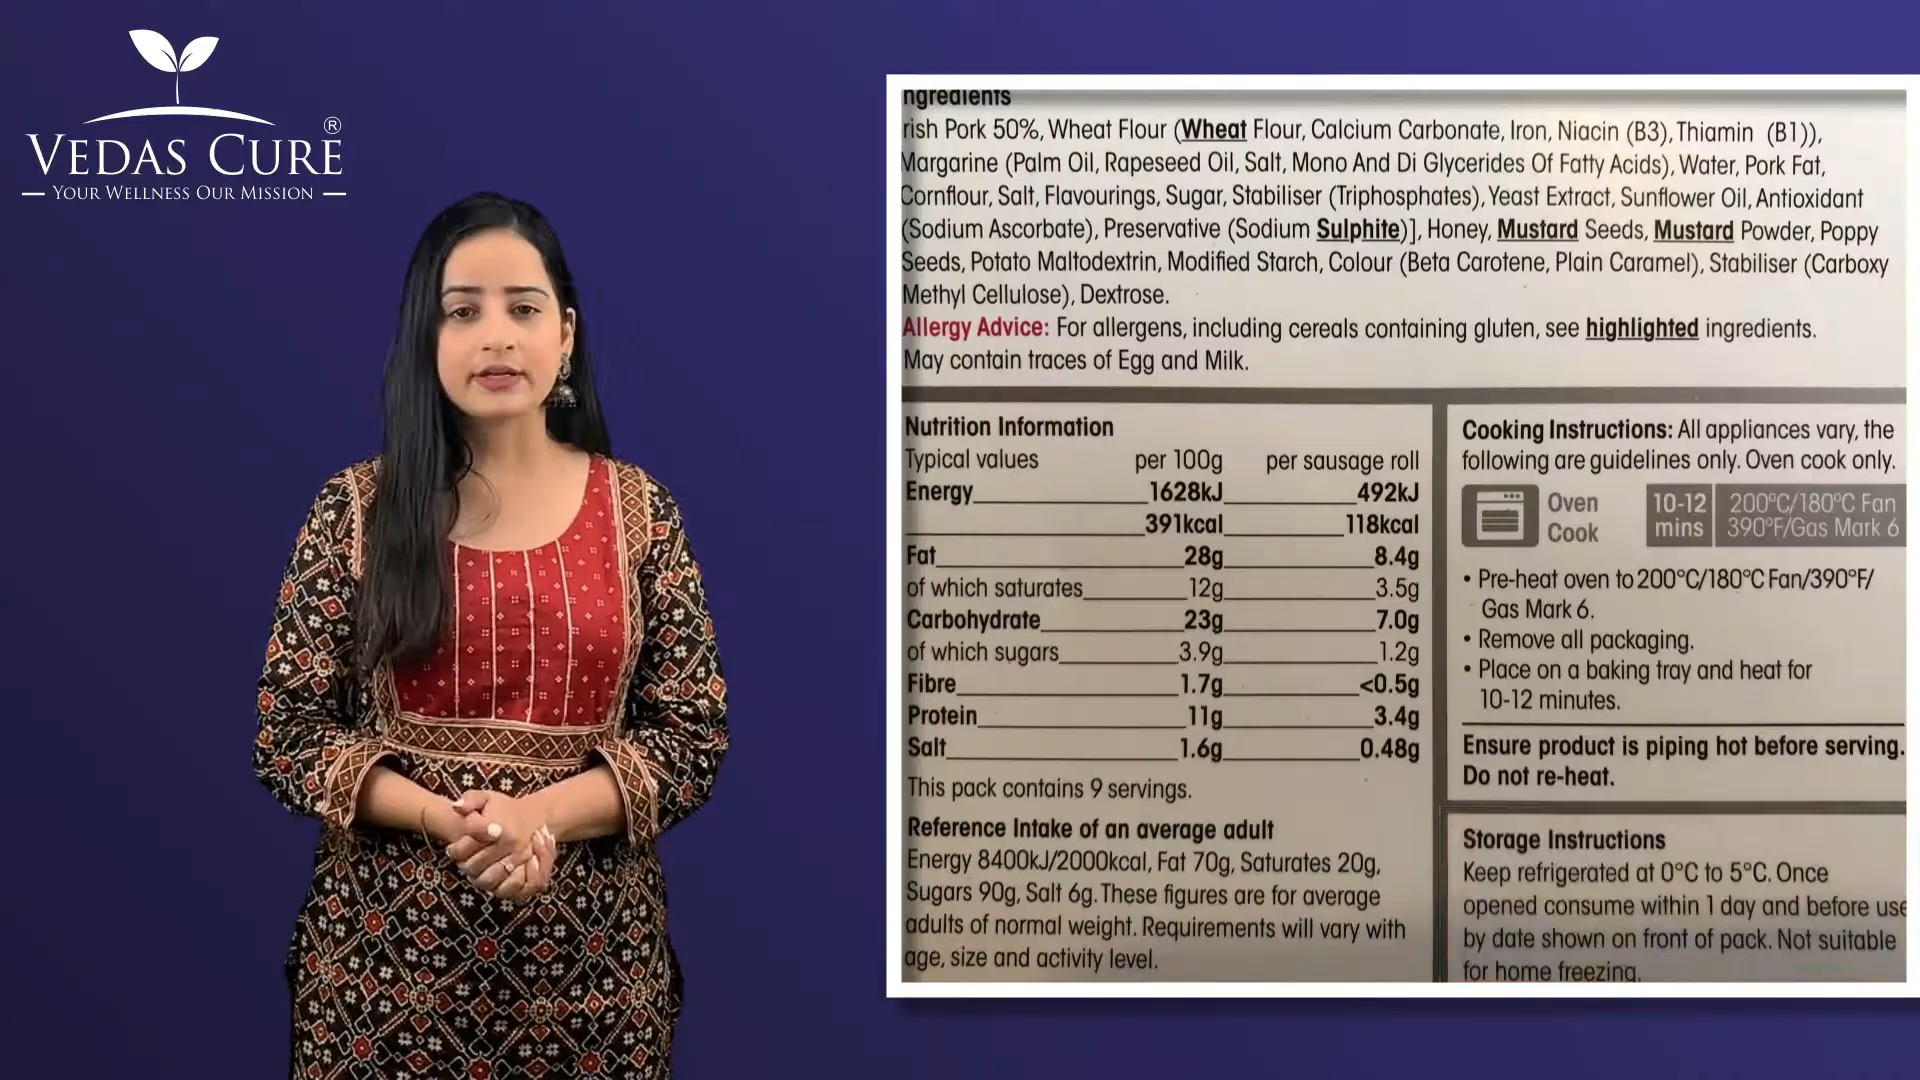 VEDAS CURE®
YOUR WELLNESS OUR MISSION
ngredients
rish Pork 50%, Wheat Flour (Wheat Flour, Calcium Carbonate, Iron, Niacin (B3), Thiamin (B1)),
Margarine (Palm Oil, Rapeseed Oil, Salt, Mono And Di Glycerides Of Fatty Acids), Water, Pork Fat,
Cornflour, Salt, Flavourings, Sugar, Stabiliser (Triphosphates), Yeast Extract, Sunflower Oil, Antioxidant
(Sodium Ascorbate), Preservative (Sodium Sulphite)], Honey, Mustard Seeds, Mustard Powder, Poppy
Seeds, Potato Maltodextrin, Modified Starch, Colour (Beta Carotene, Plain Caramel), Stabiliser (Carboxy
Methyl Cellulose), Dextrose.
Allergy Advice: For allergens, including cereals containing gluten, see highlighted ingredients.
May contain traces of Egg and Milk.
Nutrition Information
Typical values per 100g per sausage roll
Energy 1628kJ 492kJ
391kcal 118kcal
Fat 28g 8.4g
of which saturates 12g 3.5g
Carbohydrate 23g 7.0g
of which sugars 3.9g 1.2g
Fibre 1.7g <0.5g
Protein 11g 3.4g
Salt 1.6g 0.48g
This pack contains 9 servings.
Reference Intake of an average adult
Energy 8400kJ/2000kcal, Fat 70g, Saturates 20g,
Sugars 90g, Salt 6g. These figures are for average
adults of normal weight. Requirements will vary with
age, size and activity level.
Cooking Instructions: All appliances vary, the
following are guidelines only. Oven cook only.
Oven Cook
10-12 mins
200°C/180°C Fan
390°F/Gas Mark 6
• Pre-heat oven to 200°C/180°C Fan/390°F/
Gas Mark 6.
• Remove all packaging.
• Place on a baking tray and heat for
10-12 minutes.
Ensure product is piping hot before serving.
Do not re-heat.
Storage Instructions
Keep refrigerated at 0°C to 5°C. Once
opened consume within 1 day and before use
by date shown on front of pack. Not suitable
for home freezing.